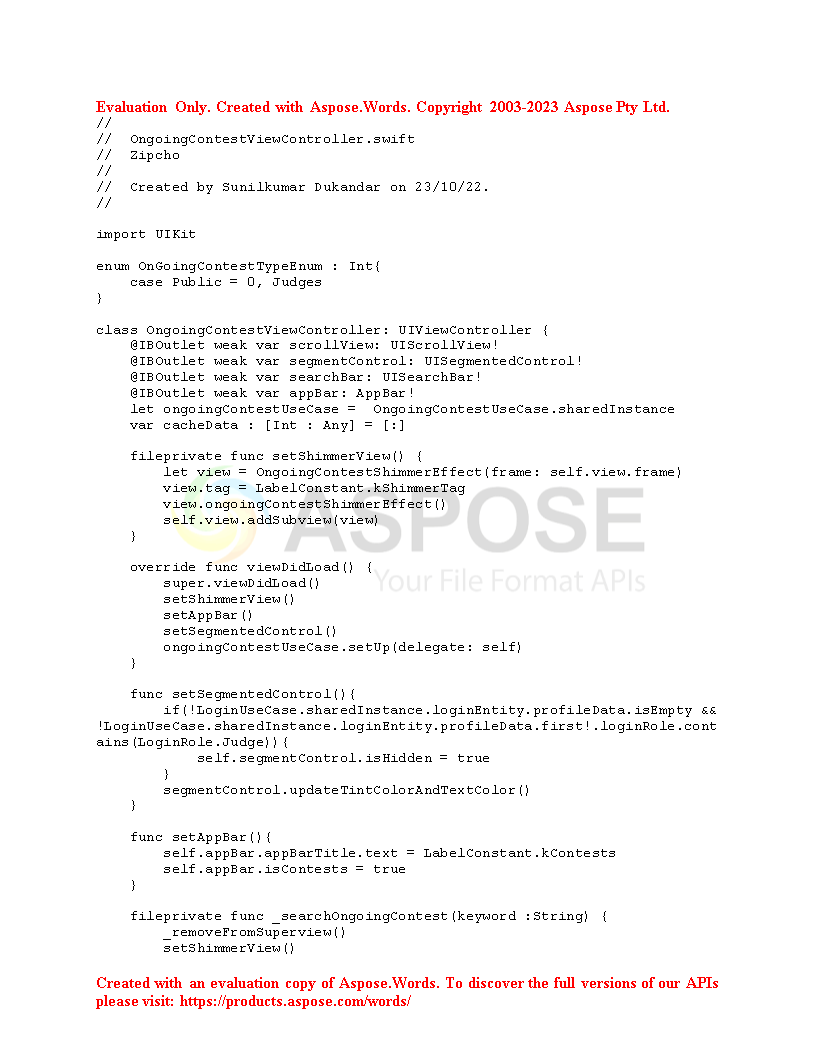 Evaluation Only. Created with Aspose.Words. Copyright 2003-2023 Aspose Pty Ltd.
//
//  OngoingContestViewController.swift
//  Zipcho
//
//  Created by Sunilkumar Dukandar on 23/10/22.
//
import UIKit
enum OnGoingContestTypeEnum : Int{
    case Public = 0, Judges
}
class OngoingContestViewController: UIViewController {
    @IBOutlet weak var scrollView: UIScrollView!
    @IBOutlet weak var segmentControl: UISegmentedControl!
    @IBOutlet weak var searchBar: UISearchBar!
    @IBOutlet weak var appBar: AppBar!
    let ongoingContestUseCase =  OngoingContestUseCase.sharedInstance
    var cacheData : [Int : Any] = [:]
    fileprivate func setShimmerView() {
        let view = OngoingContestShimmerEffect(frame: self.view.frame)
        view.tag = LabelConstant.kShimmerTag
        view.ongoingContestShimmerEffect()
        self.view.addSubview(view)
    }
ASPOSE
Your File Format APIs
    override func viewDidLoad() {
        super.viewDidLoad()
        setShimmerView()
        setAppBar()
        setSegmentedControl()
        ongoingContestUseCase.setUp(delegate: self)
    }
    func setSegmentedControl(){
        if(!LoginUseCase.sharedInstance.loginEntity.profileData.isEmpty &&
!LoginUseCase.sharedInstance.loginEntity.profileData.first!.loginRole.cont
ains(LoginRole.Judge)){
            self.segmentControl.isHidden = true
        }
        segmentControl.updateTintColorAndTextColor()
    }
    func setAppBar(){
        self.appBar.appBarTitle.text = LabelConstant.kContests
        self.appBar.isContests = true
    }
    fileprivate func _searchOngoingContest(keyword :String) {
        _removeFromSuperview()
        setShimmerView()
Created with an evaluation copy of Aspose.Words. To discover the full versions of our APIs
please visit: https://products.aspose.com/words/